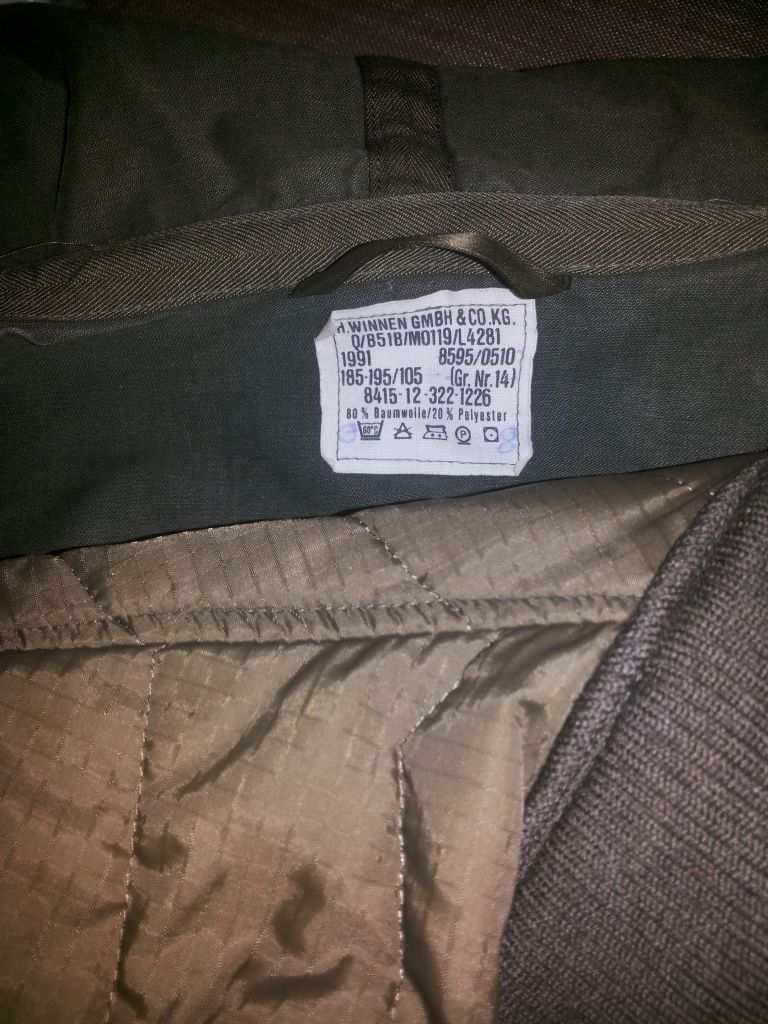 H.WINNEN GMBH & CO.KG.
Q/B51B/M0119/L4281
1991 8595/0510
185-195/105 (Gr. Nr. 14)
8415-12-322-1226
80 % Baumwolle/20 % Polyester
60°C P